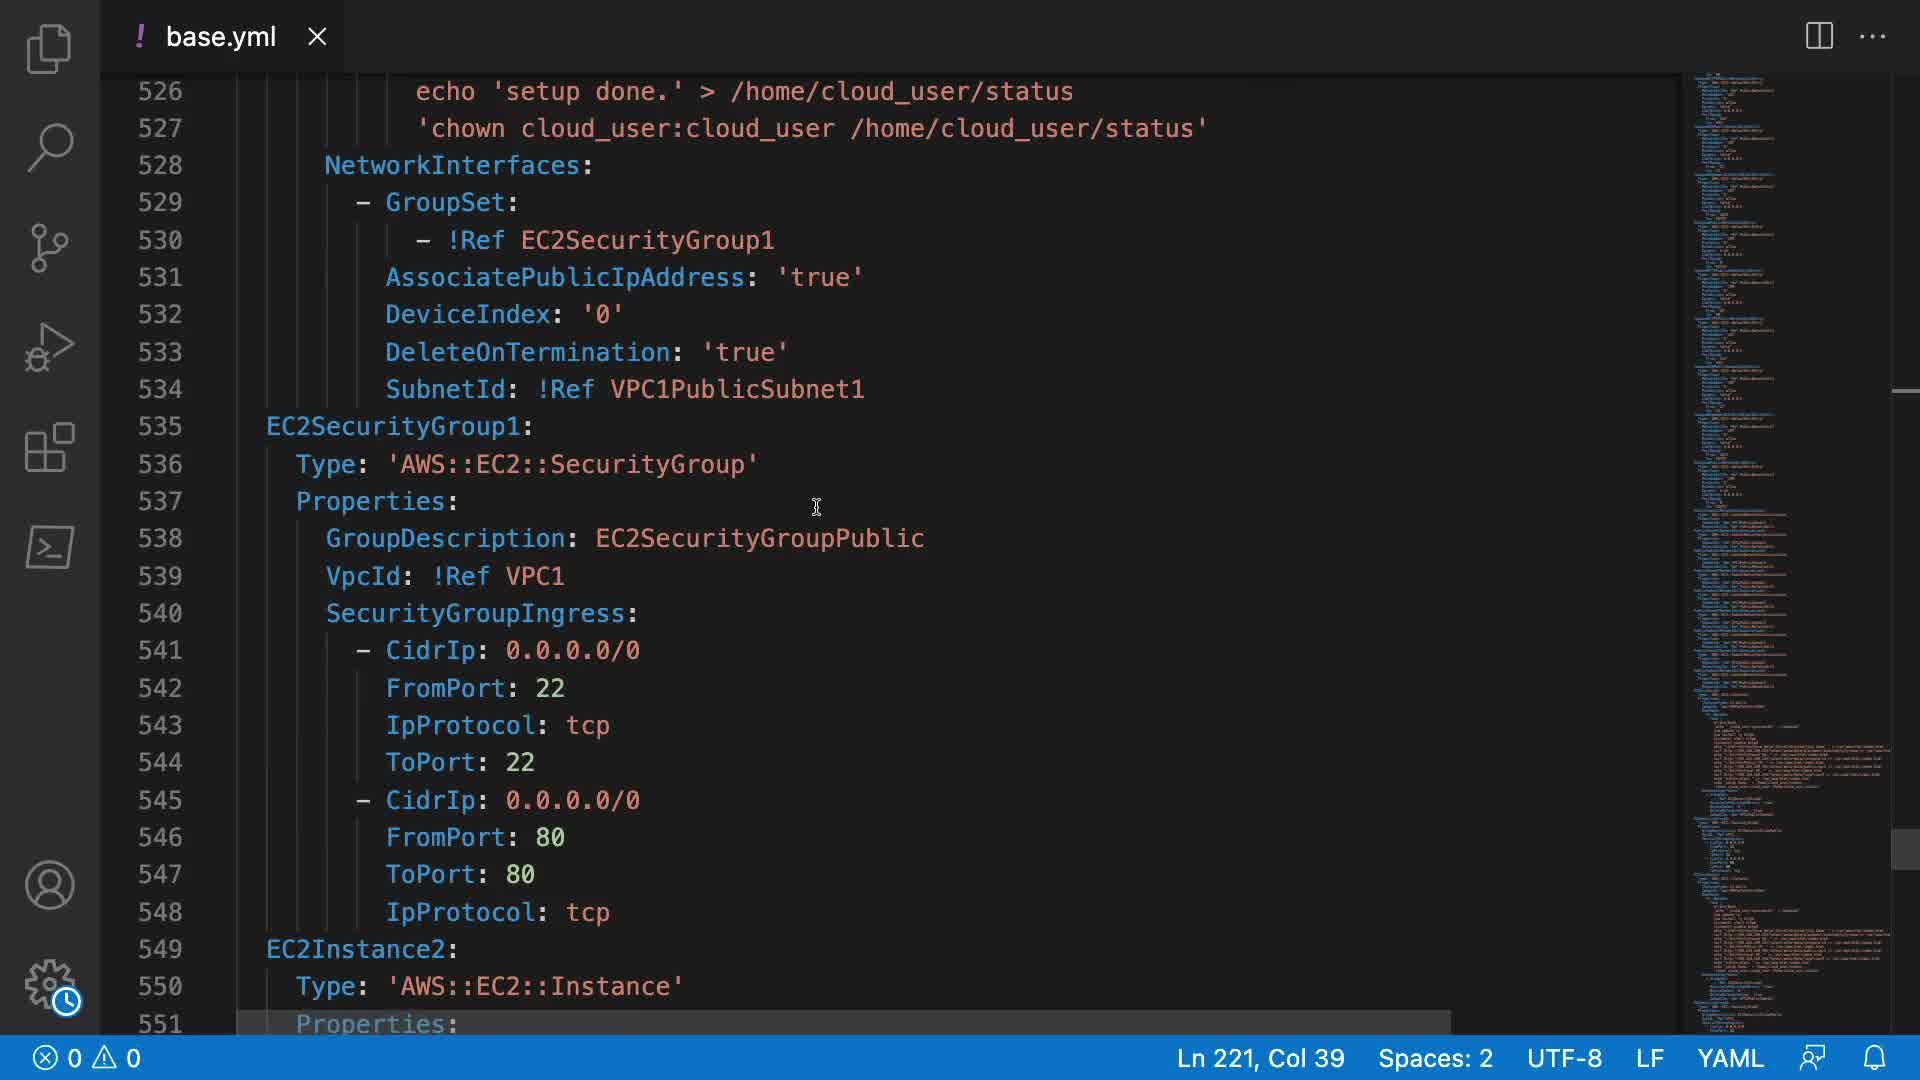 ! base.yml
526 echo 'setup done.' > /home/cloud_user/status
527 'chown cloud_user:cloud_user /home/cloud_user/status'
528 NetworkInterfaces:
529 - GroupSet:
530 - !Ref EC2SecurityGroup1
531 AssociatePublicIpAddress: 'true'
532 DeviceIndex: '0'
533 DeleteOnTermination: 'true'
534 SubnetId: !Ref VPC1PublicSubnet1
535 EC2SecurityGroup1:
536 Type: 'AWS::EC2::SecurityGroup'
537 Properties:
538 GroupDescription: EC2SecurityGroupPublic
539 VpcId: !Ref VPC1
540 SecurityGroupIngress:
541 - CidrIp: 0.0.0.0/0
542 FromPort: 22
543 IpProtocol: tcp
544 ToPort: 22
545 - CidrIp: 0.0.0.0/0
546 FromPort: 80
547 ToPort: 80
548 IpProtocol: tcp
549 EC2Instance2:
550 Type: 'AWS::EC2::Instance'
551 Properties:
0 0 Ln 221, Col 39 Spaces: 2 UTF-8 LF YAML